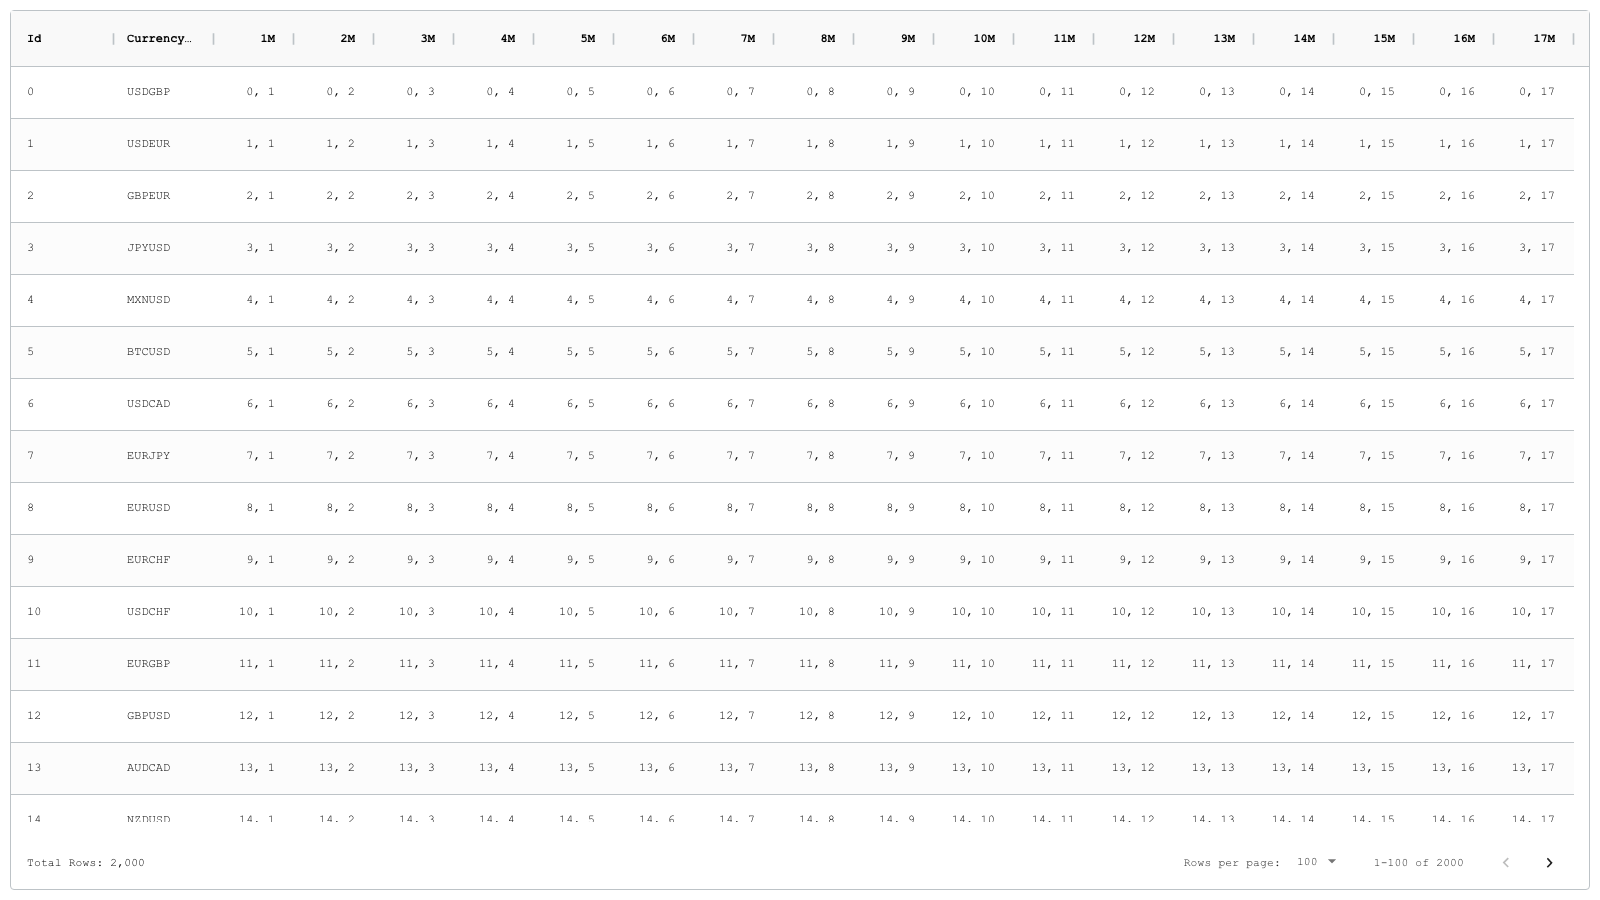 Id Currency… 1M 2M 3M 4M 5M 6M 7M 8M 9M 10M 11M 12M 13M 14M 15M 16M 17M
0 USDGBP 0, 1 0, 2 0, 3 0, 4 0, 5 0, 6 0, 7 0, 8 0, 9 0, 10 0, 11 0, 12 0, 13 0, 14 0, 15 0, 16 0, 17
1 USDEUR 1, 1 1, 2 1, 3 1, 4 1, 5 1, 6 1, 7 1, 8 1, 9 1, 10 1, 11 1, 12 1, 13 1, 14 1, 15 1, 16 1, 17
2 GBPEUR 2, 1 2, 2 2, 3 2, 4 2, 5 2, 6 2, 7 2, 8 2, 9 2, 10 2, 11 2, 12 2, 13 2, 14 2, 15 2, 16 2, 17
3 JPYUSD 3, 1 3, 2 3, 3 3, 4 3, 5 3, 6 3, 7 3, 8 3, 9 3, 10 3, 11 3, 12 3, 13 3, 14 3, 15 3, 16 3, 17
4 MXNUSD 4, 1 4, 2 4, 3 4, 4 4, 5 4, 6 4, 7 4, 8 4, 9 4, 10 4, 11 4, 12 4, 13 4, 14 4, 15 4, 16 4, 17
5 BTCUSD 5, 1 5, 2 5, 3 5, 4 5, 5 5, 6 5, 7 5, 8 5, 9 5, 10 5, 11 5, 12 5, 13 5, 14 5, 15 5, 16 5, 17
6 USDCAD 6, 1 6, 2 6, 3 6, 4 6, 5 6, 6 6, 7 6, 8 6, 9 6, 10 6, 11 6, 12 6, 13 6, 14 6, 15 6, 16 6, 17
7 EURJPY 7, 1 7, 2 7, 3 7, 4 7, 5 7, 6 7, 7 7, 8 7, 9 7, 10 7, 11 7, 12 7, 13 7, 14 7, 15 7, 16 7, 17
8 EURUSD 8, 1 8, 2 8, 3 8, 4 8, 5 8, 6 8, 7 8, 8 8, 9 8, 10 8, 11 8, 12 8, 13 8, 14 8, 15 8, 16 8, 17
9 EURCHF 9, 1 9, 2 9, 3 9, 4 9, 5 9, 6 9, 7 9, 8 9, 9 9, 10 9, 11 9, 12 9, 13 9, 14 9, 15 9, 16 9, 17
10 USDCHF 10, 1 10, 2 10, 3 10, 4 10, 5 10, 6 10, 7 10, 8 10, 9 10, 10 10, 11 10, 12 10, 13 10, 14 10, 15 10, 16 10, 17
11 EURGBP 11, 1 11, 2 11, 3 11, 4 11, 5 11, 6 11, 7 11, 8 11, 9 11, 10 11, 11 11, 12 11, 13 11, 14 11, 15 11, 16 11, 17
12 GBPUSD 12, 1 12, 2 12, 3 12, 4 12, 5 12, 6 12, 7 12, 8 12, 9 12, 10 12, 11 12, 12 12, 13 12, 14 12, 15 12, 16 12, 17
13 AUDCAD 13, 1 13, 2 13, 3 13, 4 13, 5 13, 6 13, 7 13, 8 13, 9 13, 10 13, 11 13, 12 13, 13 13, 14 13, 15 13, 16 13, 17
14 NZDUSD 14, 1 14, 2 14, 3 14, 4 14, 5 14, 6 14, 7 14, 8 14, 9 14, 10 14, 11 14, 12 14, 13 14, 14 14, 15 14, 16 14, 17
Total Rows: 2,000 Rows per page: 100 1-100 of 2000